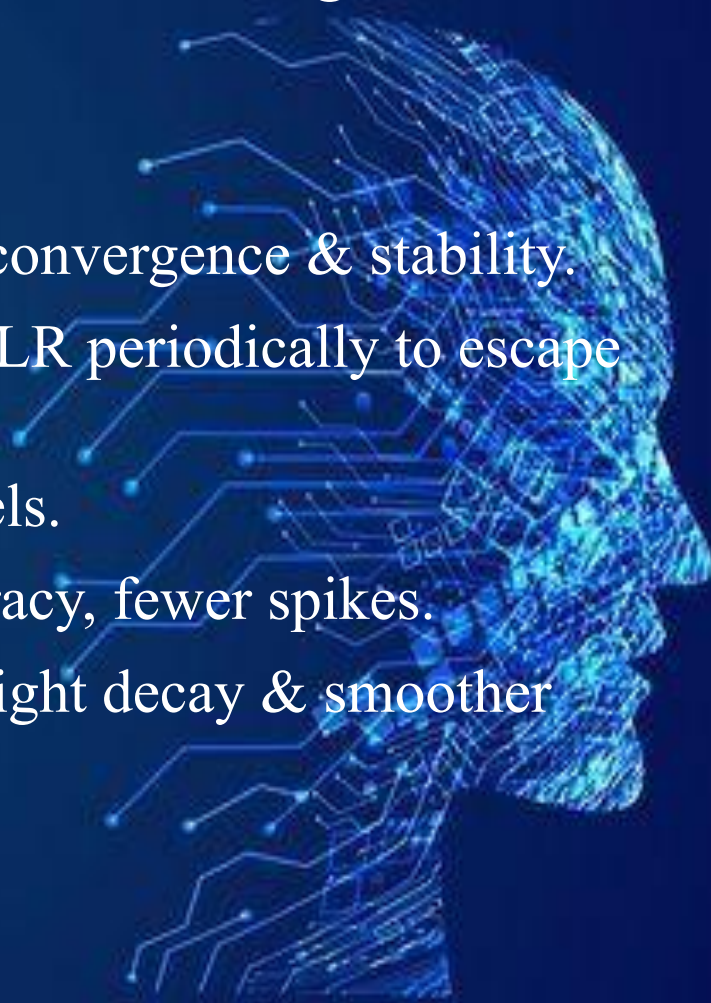 convergence & stability.
LR periodically to escape
els.
racy, fewer spikes.
ight decay & smoother